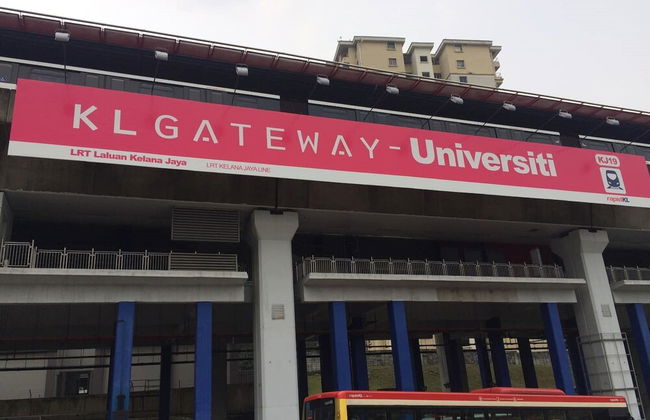 KL GATEWAY - Universiti
LRT Laluan Kelana Jaya
LRT KELANA JAYA LINE
KJ19
rapidKL